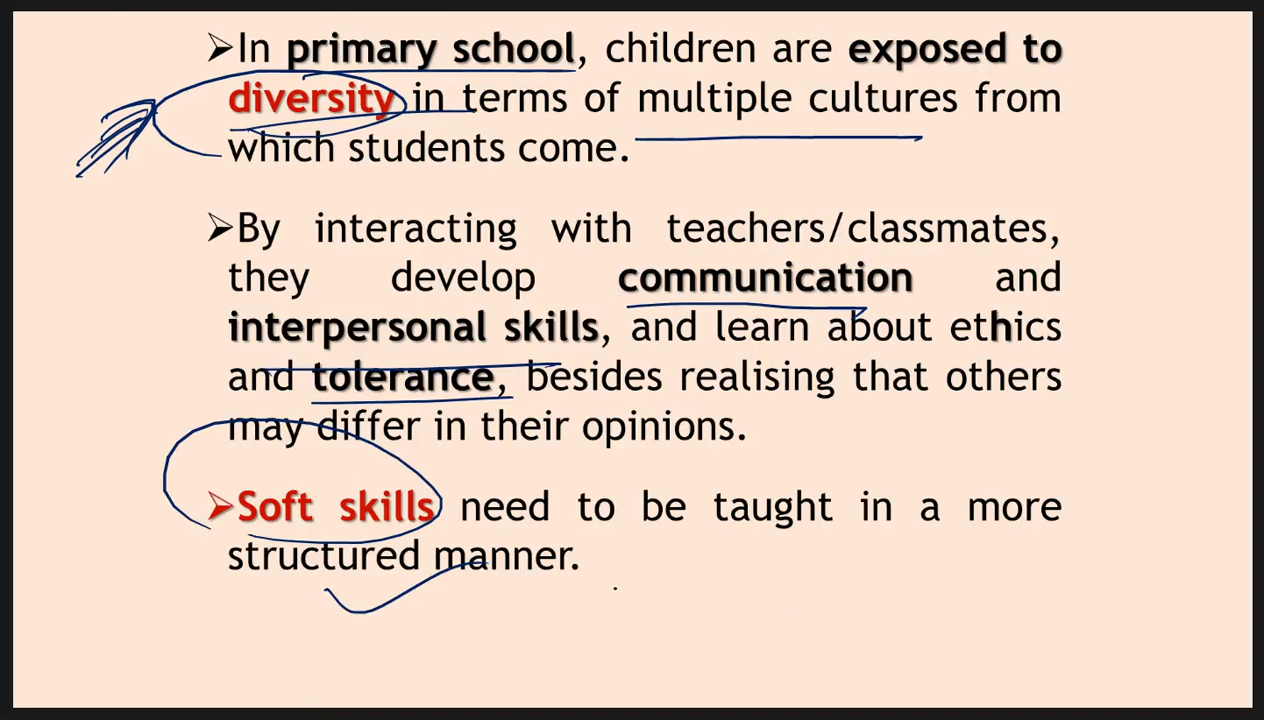 ➢In primary school, children are exposed to
diversity in terms of multiple cultures from
which students come.
➢By interacting with teachers/classmates,
they develop communication and
interpersonal skills, and learn about ethics
and tolerance, besides realising that others
may differ in their opinions.
➢Soft skills need to be taught in a more
structured manner.